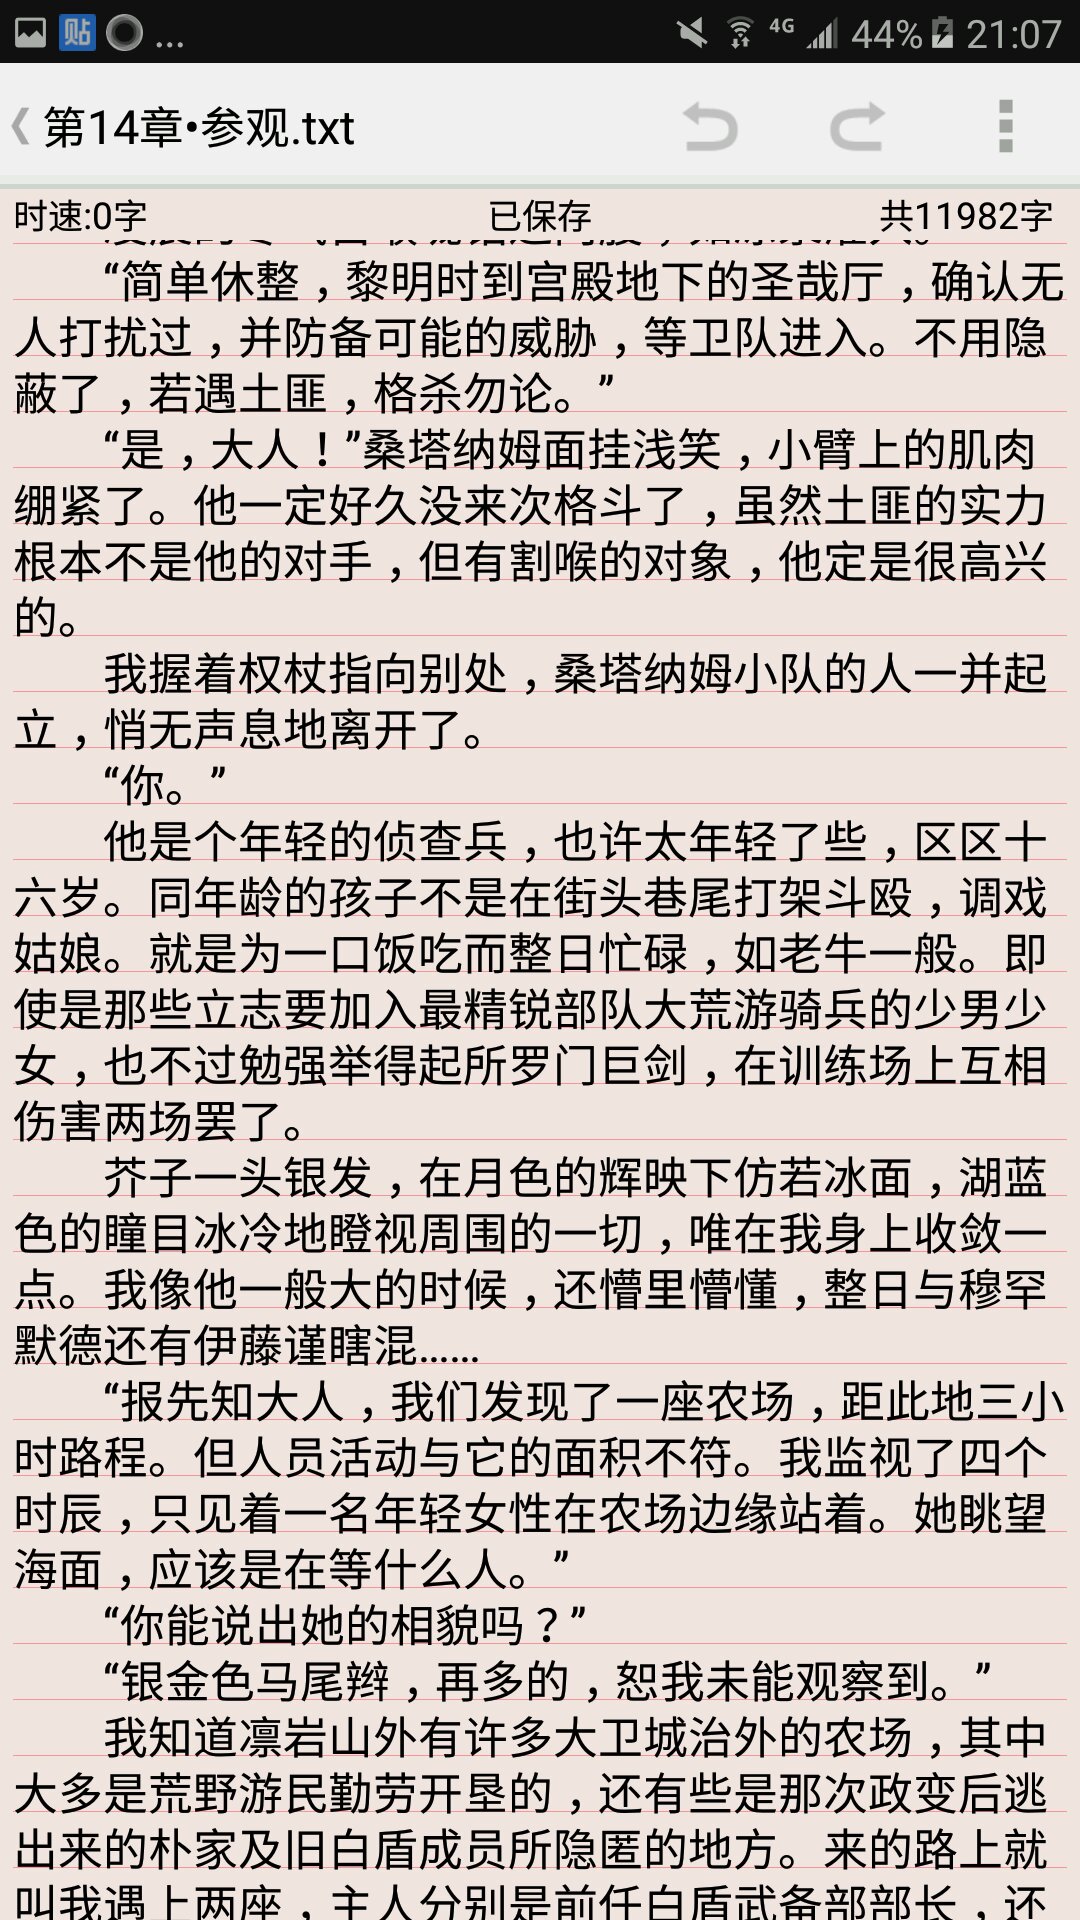 贴
...
4G
44%
21:07
第14章•参观.txt
时速:0字
已保存
共11982字
“简单休整，黎明时到宫殿地下的圣哉厅，确认无
人打扰过，并防备可能的威胁，等卫队进入。不用隐
蔽了，若遇土匪，格杀勿论。”
“是，大人！”桑塔纳姆面挂浅笑，小臂上的肌肉
绷紧了。他一定好久没来次格斗了，虽然土匪的实力
根本不是他的对手，但有割喉的对象，他定是很高兴
的。
我握着权杖指向别处，桑塔纳姆小队的人一并起
立，悄无声息地离开了。
“你。”
他是个年轻的侦查兵，也许太年轻了些，区区十
六岁。同年龄的孩子不是在街头巷尾打架斗殴，调戏
姑娘。就是为一口饭吃而整日忙碌，如老牛一般。即
使是那些立志要加入最精锐部队大荒游骑兵的少男少
女，也不过勉强举得起所罗门巨剑，在训练场上互相
伤害两场罢了。
芥子一头银发，在月色的辉映下仿若冰面，湖蓝
色的瞳目冰冷地瞪视周围的一切，唯在我身上收敛一
点。我像他一般大的时候，还懵里懵懂，整日与穆罕
默德还有伊藤谨瞎混……
“报先知大人，我们发现了一座农场，距此地三小
时路程。但人员活动与它的面积不符。我监视了四个
时辰，只见着一名年轻女性在农场边缘站着。她眺望
海面，应该是在等什么人。”
“你能说出她的相貌吗？”
“银金色马尾辫，再多的，恕我未能观察到。”
我知道凛岩山外有许多大卫城治外的农场，其中
大多是荒野游民勤劳开垦的，还有些是那次政变后逃
出来的朴家及旧白盾成员所隐匿的地方。来的路上就
叫我遇上两座，主人分别是前任白盾武备部部长，还